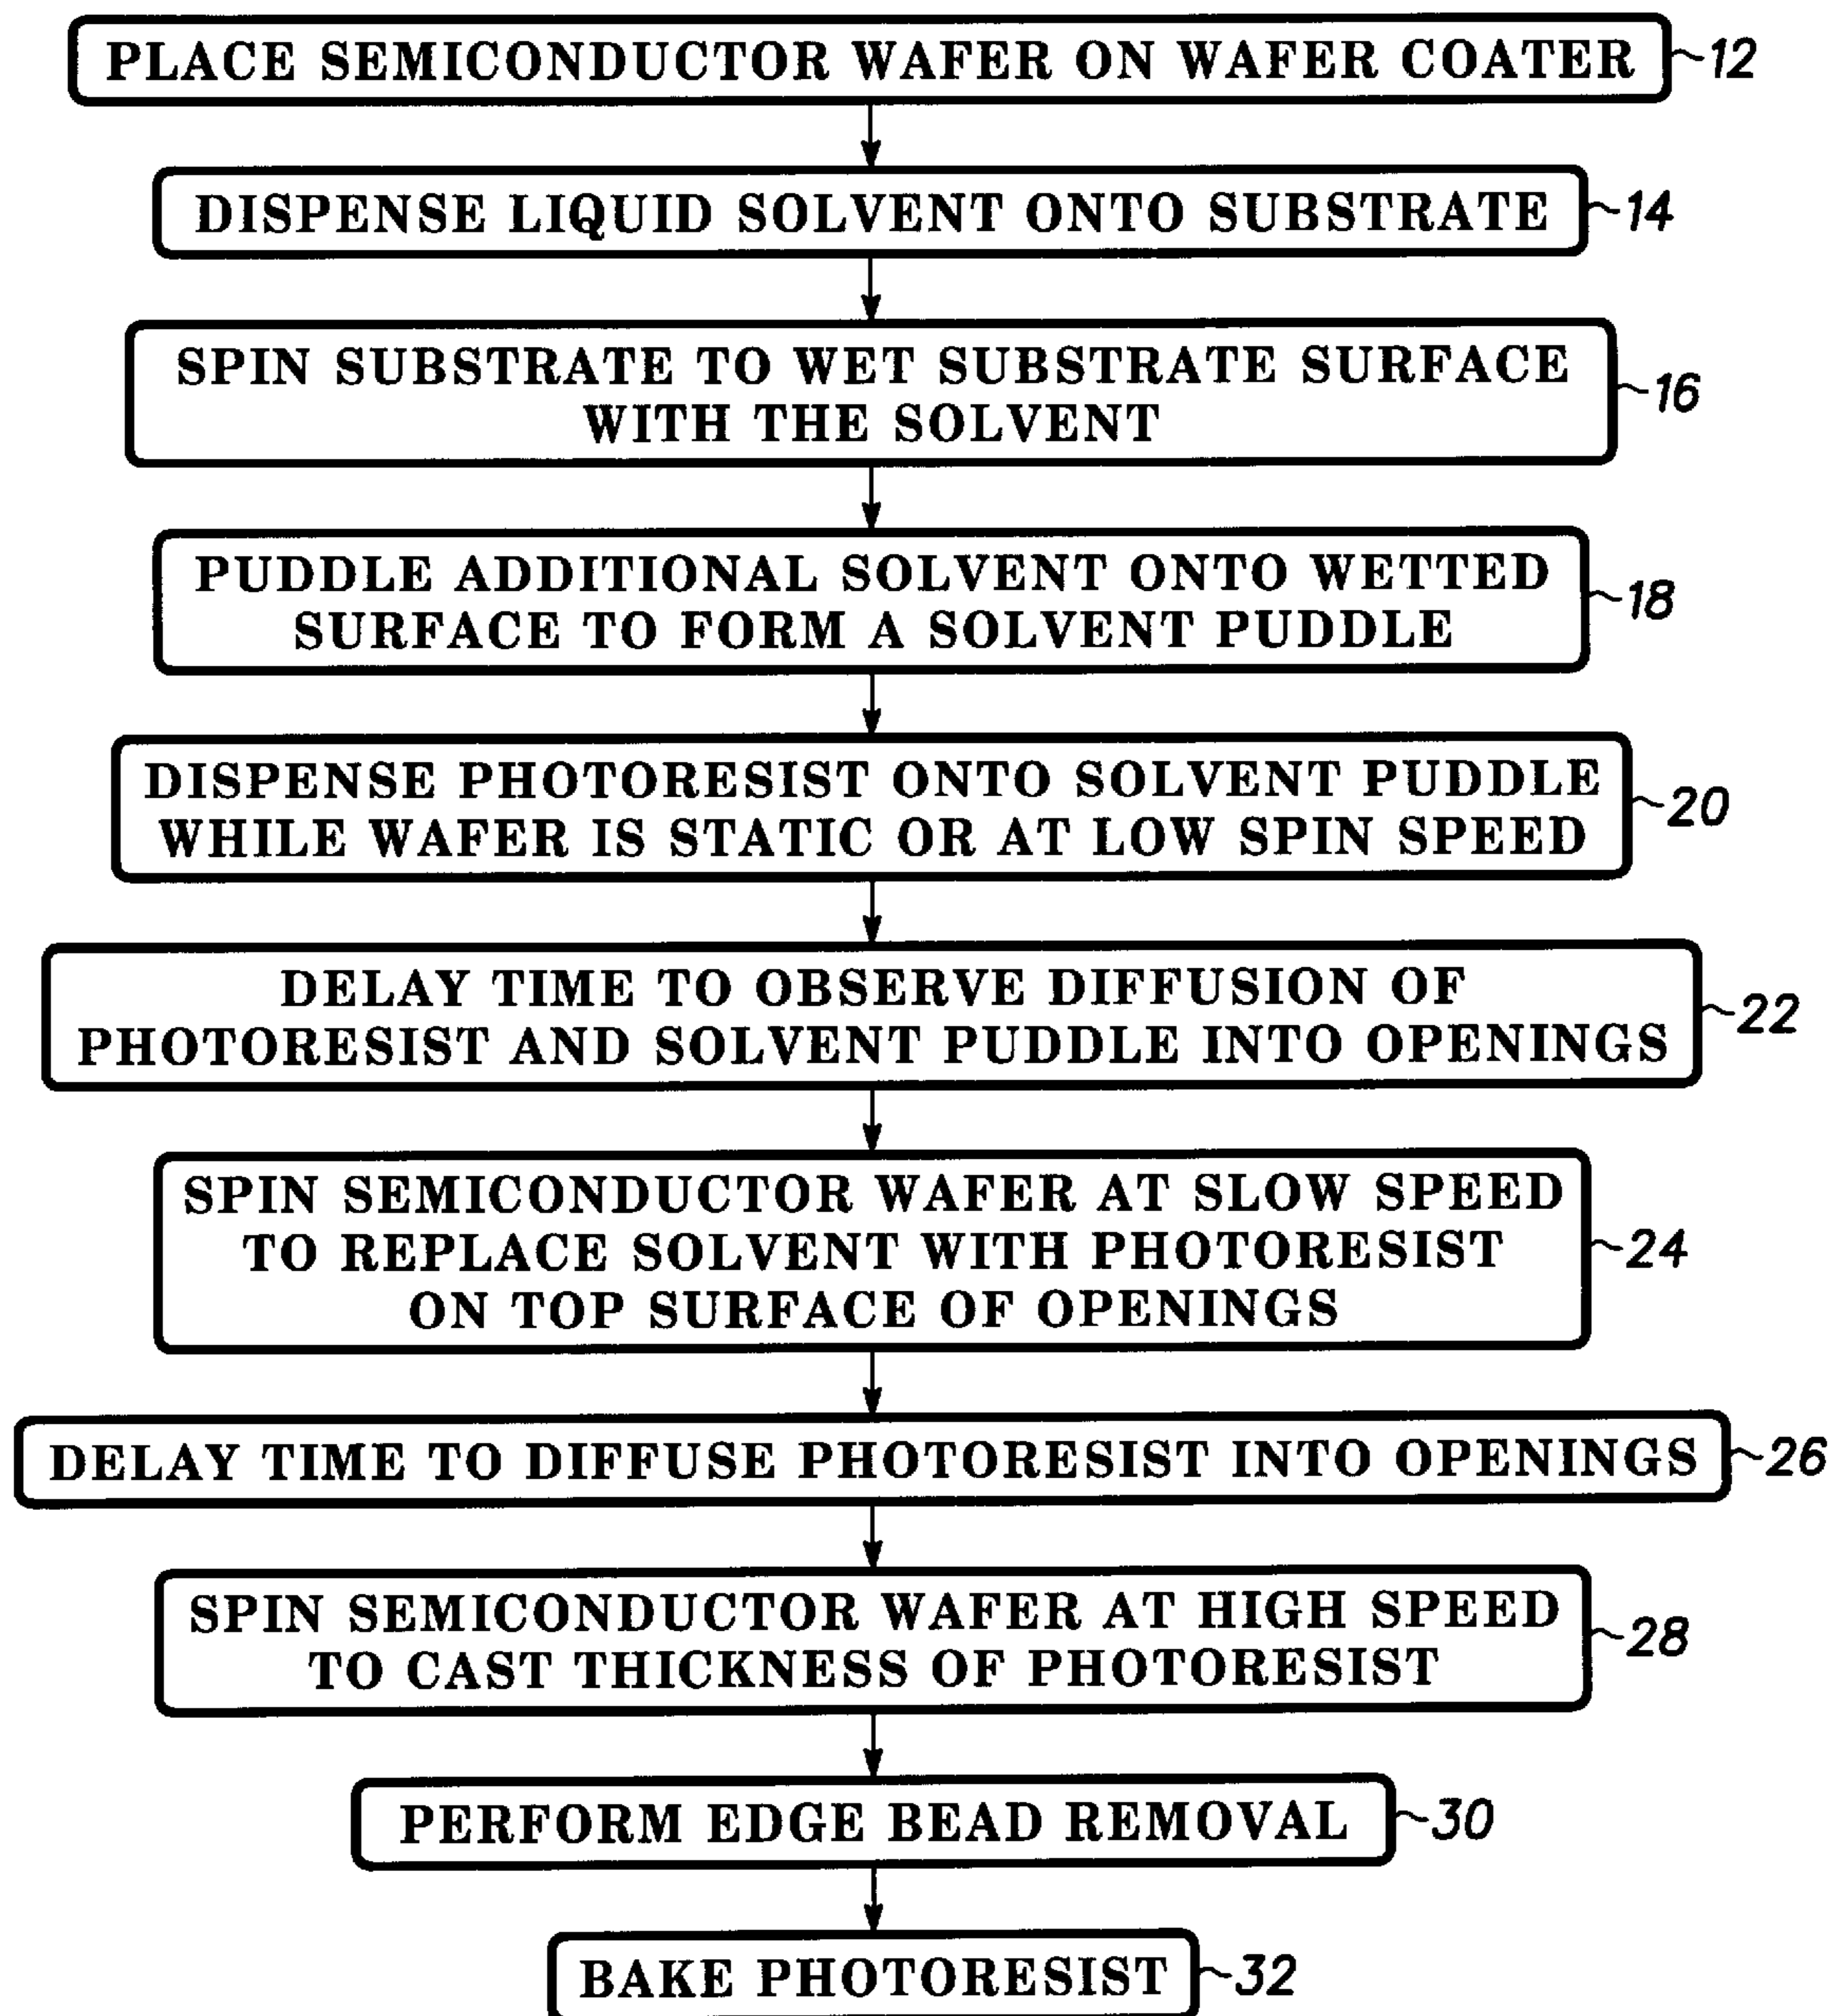 PLACE SEMICONDUCTOR WAFER ON WAFER COATER 12
DISPENSE LIQUID SOLVENT ONTO SUBSTRATE 14
SPIN SUBSTRATE TO WET SUBSTRATE SURFACE
WITH THE SOLVENT
16
PUDDLE ADDITIONAL SOLVENT ONTO WETTED
SURFACE TO FORM A SOLVENT PUDDLE
18
DISPENSE PHOTORESIST ONTO SOLVENT PUDDLE
WHILE WAFER IS STATIC OR AT LOW SPIN SPEED
20
DELAY TIME TO OBSERVE DIFFUSION OF
PHOTORESIST AND SOLVENT PUDDLE INTO OPENINGS
22
SPIN SEMICONDUCTOR WAFER AT SLOW SPEED
TO REPLACE SOLVENT WITH PHOTORESIST
ON TOP SURFACE OF OPENINGS
24
DELAY TIME TO DIFFUSE PHOTORESIST INTO OPENINGS 26
SPIN SEMICONDUCTOR WAFER AT HIGH SPEED
TO CAST THICKNESS OF PHOTORESIST
28
PERFORM EDGE BEAD REMOVAL 30
BAKE PHOTORESIST 32